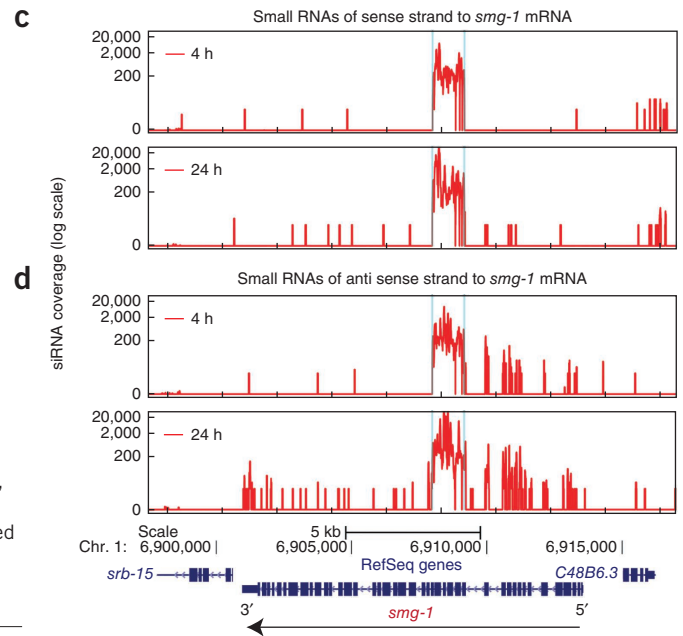 c
Small RNAs of sense strand to smg-1 mRNA
20,000
2,000
200
0
4 h
20,000
2,000
200
0
24 h
siRNA coverage (log scale)
d
Small RNAs of anti sense strand to smg-1 mRNA
20,000
2,000
200
0
4 h
20,000
2,000
200
0
24 h
ed
Scale 5 kb
Chr. 1: 6,900,000 6,905,000 6,910,000 6,915,000
RefSeq genes
srb-15 C48B6.3
3′ smg-1 5′